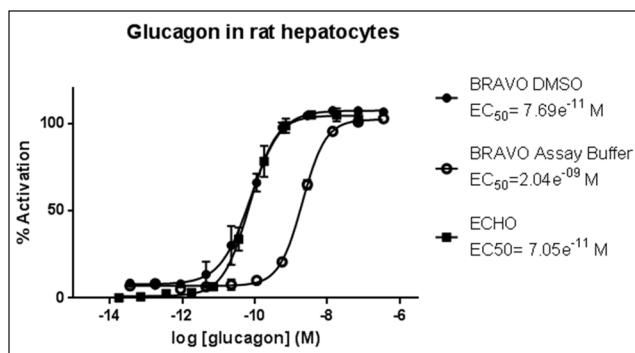 Glucagon in rat hepatocytes
% Activation
100
50
0
-14
-12
-10
-8
-6
log [glucagon] (M)
BRAVO DMSO
EC₅₀= 7.69e⁻¹¹ M
BRAVO Assay Buffer
EC₅₀=2.04e⁻⁰⁹ M
ECHO
EC50= 7.05e⁻¹¹ M